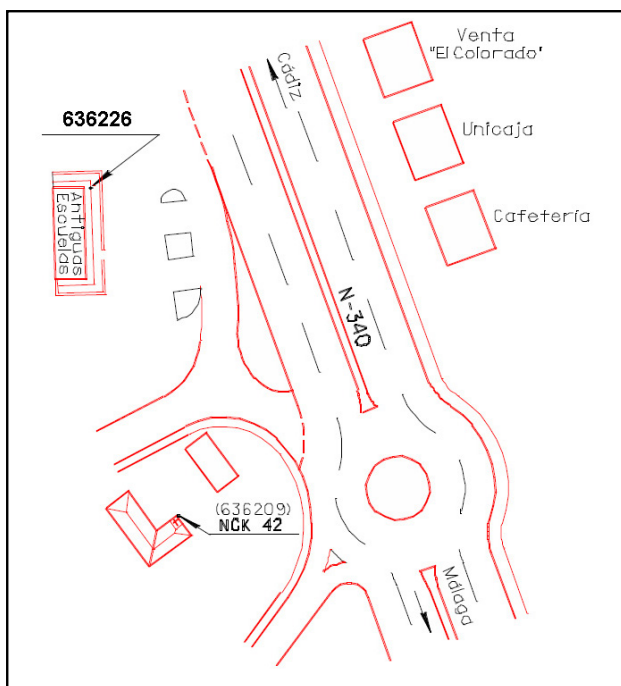 Venta
"El Colorado"
Cádiz
636226
Unicaja
Antiguas
Escuelas
Cafetería
N-340
(636209)
NGK 42
Málaga